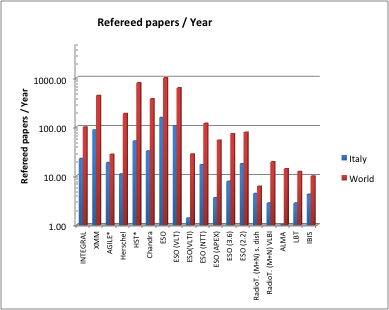 Refereed papers / Year
Refereed papers / Year
1000.00
100.00
10.00
1.00
INTEGRAL
XMM
AGILE*
Herschel
HST*
Chandra
ESO
ESO (VLT)
ESO(VLTI)
ESO (NTT)
ESO (APEX)
ESO (3.6)
ESO (2.2)
RadioT. (M+N) s. dish
RadioT. (M+N) VLBI
ALMA
LBT
IBIS
Italy
World